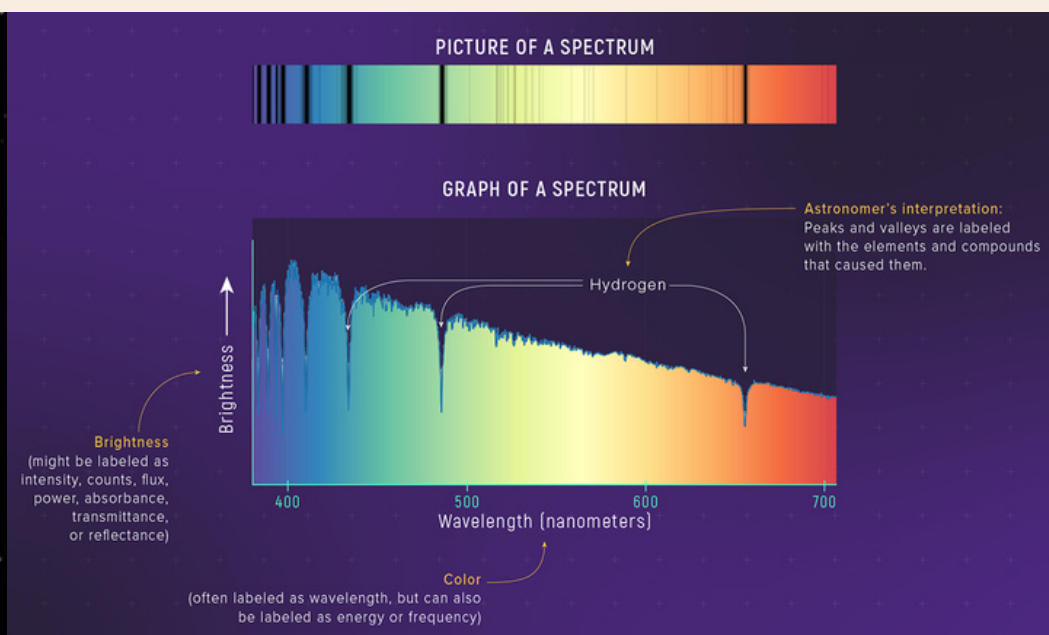 PICTURE OF A SPECTRUM
GRAPH OF A SPECTRUM
Astronomer's interpretation:
Peaks and valleys are labeled
with the elements and compounds
that caused them.
Hydrogen
Brightness
Brightness
(might be labeled as
intensity, counts, flux,
power, absorbance,
transmittance,
or reflectance)
400 500 600 700
Wavelength (nanometers)
Color
(often labeled as wavelength, but can also
be labeled as energy or frequency)